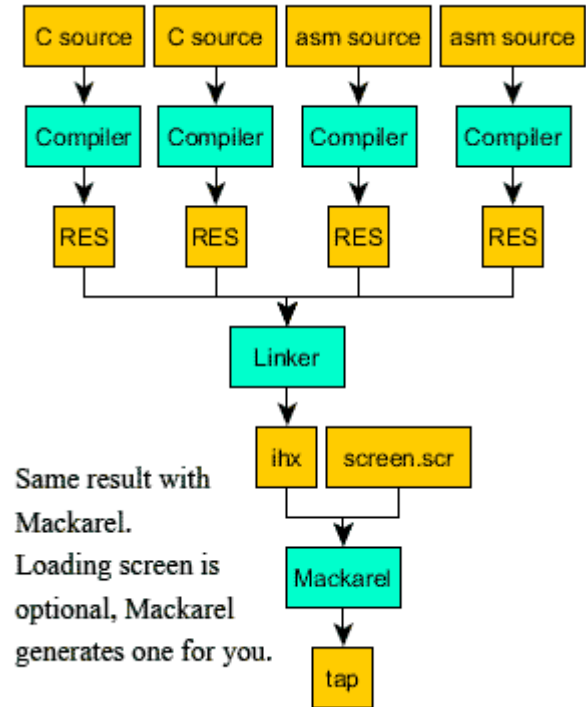 C source C source asm source asm source
Compiler Compiler Compiler Compiler
RES RES RES RES
Linker
ihx screen.scr
Same result with
Mackarel.
Loading screen is
optional, Mackarel
generates one for you.
Mackarel
tap